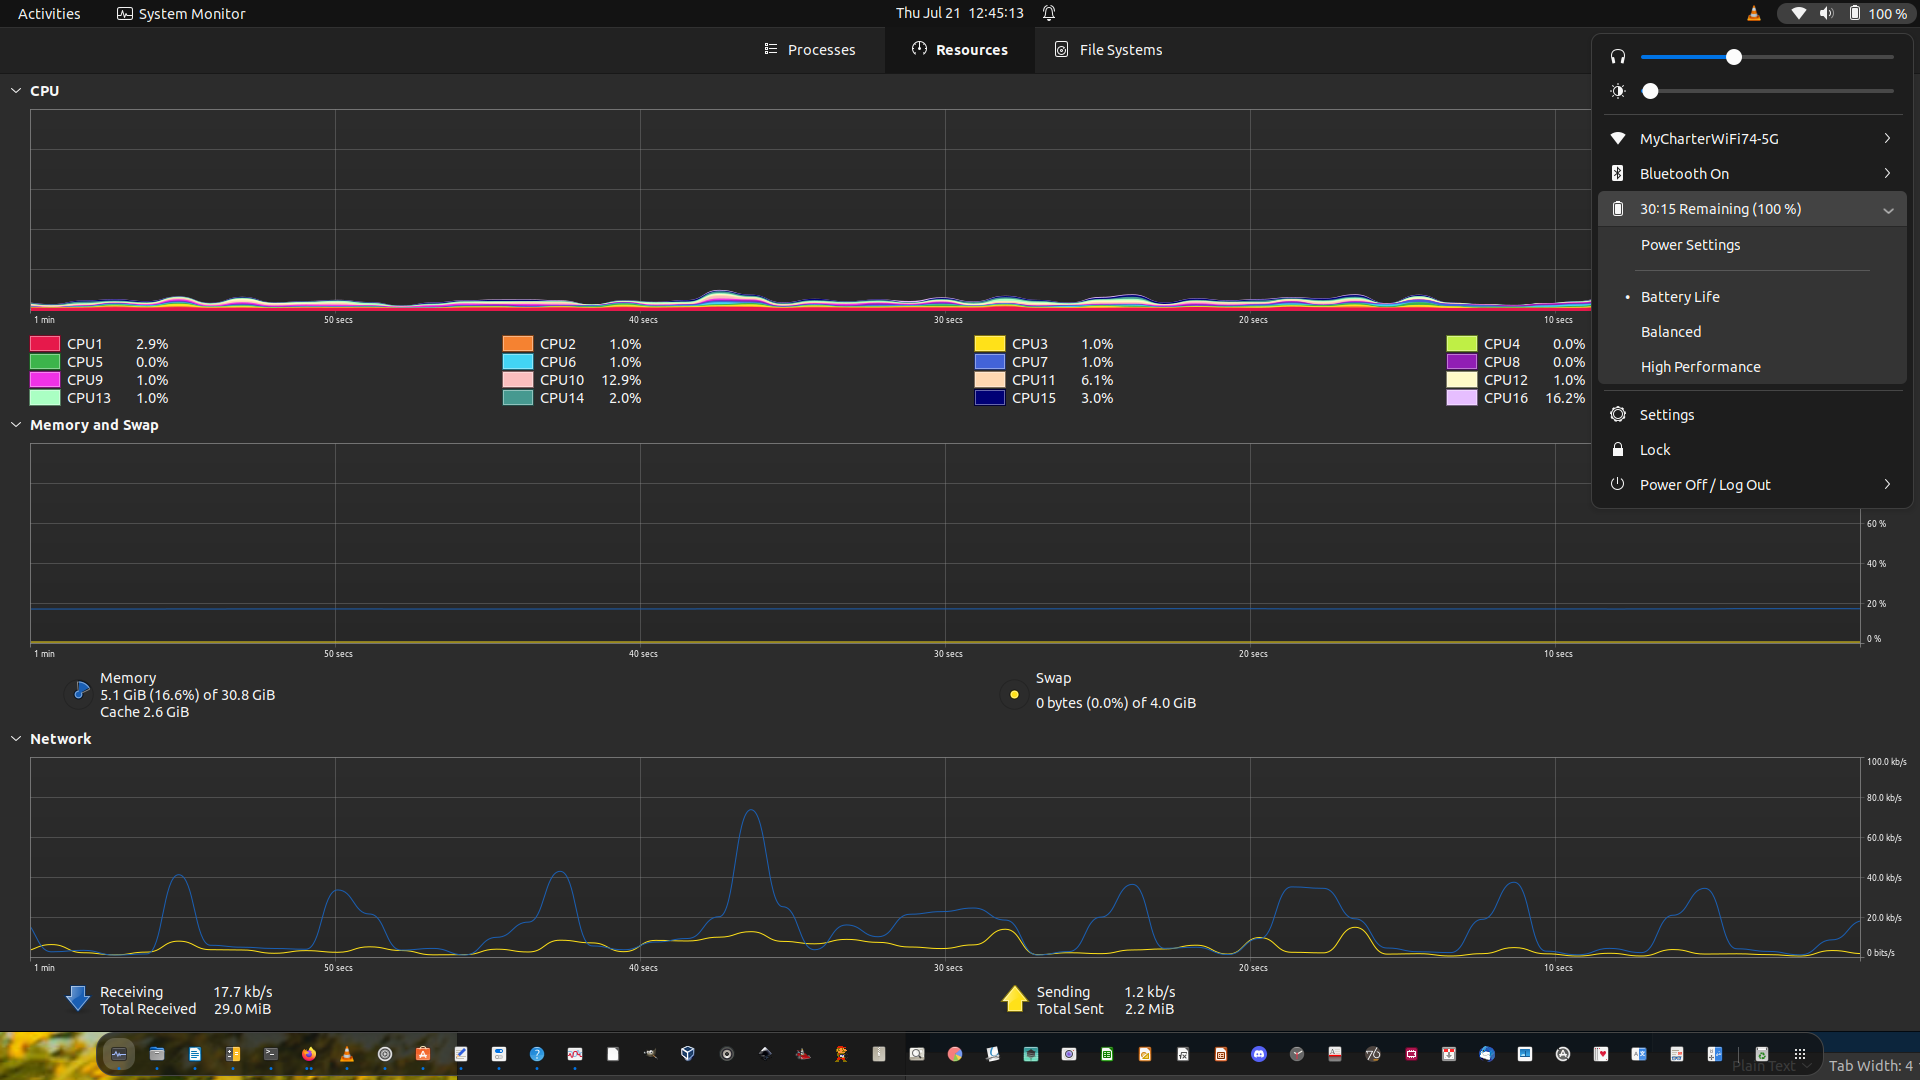 Activities System Monitor Thu Jul 21 12:45:13 100 %
Processes Resources File Systems
CPU
1 min 50 secs 40 secs 30 secs 20 secs 10 secs
CPU1 2.9% CPU2 1.0% CPU3 1.0% CPU4 0.0%
CPU5 0.0% CPU6 1.0% CPU7 1.0% CPU8 0.0%
CPU9 1.0% CPU10 12.9% CPU11 6.1% CPU12 1.0%
CPU13 1.0% CPU14 2.0% CPU15 3.0% CPU16 16.2%
MyCharterWiFi74-5G
Bluetooth On
30:15 Remaining (100 %)
Power Settings
• Battery Life
Balanced
High Performance
Settings
Lock
Power Off / Log Out
Memory and Swap
60 %
40 %
20 %
0 %
1 min 50 secs 40 secs 30 secs 20 secs 10 secs
Memory
5.1 GiB (16.6%) of 30.8 GiB
Cache 2.6 GiB
Swap
0 bytes (0.0%) of 4.0 GiB
Network
100.0 kb/s
80.0 kb/s
60.0 kb/s
40.0 kb/s
20.0 kb/s
0 bits/s
1 min 50 secs 40 secs 30 secs 20 secs 10 secs
Receiving 17.7 kb/s
Total Received 29.0 MiB
Sending 1.2 kb/s
Total Sent 2.2 MiB
Plain Text Tab Width: 4